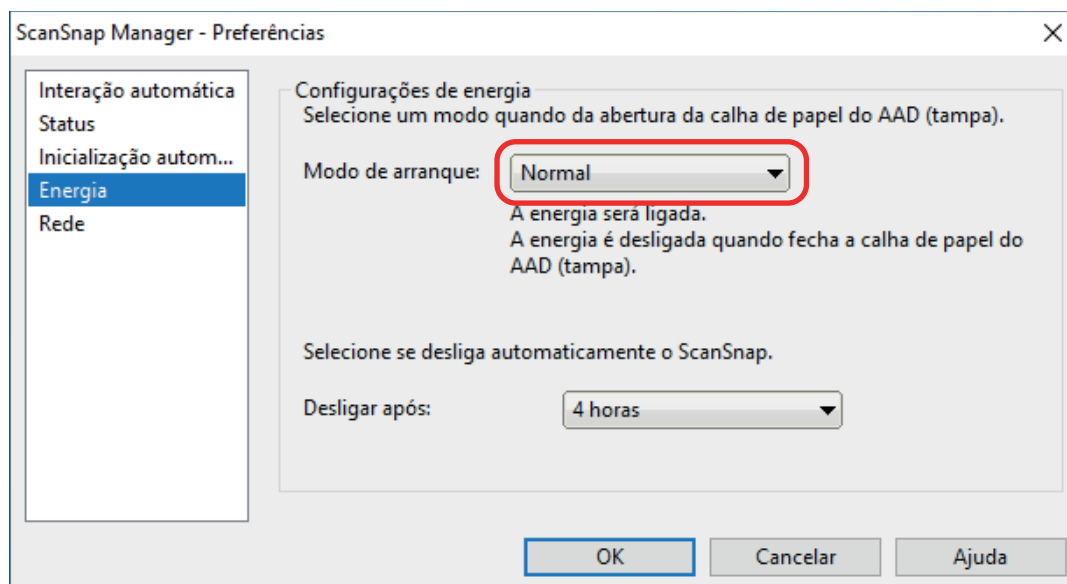 ScanSnap Manager - Preferências
Interação automática
Status
Inicialização autom...
Energia
Rede
Configurações de energia
Selecione um modo quando da abertura da calha de papel do AAD (tampa).
Modo de arranque:
Normal
A energia será ligada.
A energia é desligada quando fecha a calha de papel do
AAD (tampa).
Selecione se desliga automaticamente o ScanSnap.
Desligar após:
4 horas
OK
Cancelar
Ajuda